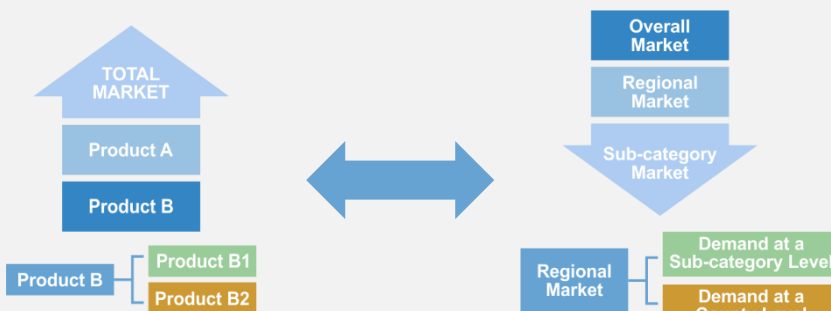 TOTAL
MARKET
Product A
Product B
Product B
Product B1
Product B2
Overall
Market
Regional
Market
Sub-category
Market
Regional
Market
Demand at a
Sub-category Level
Demand at a